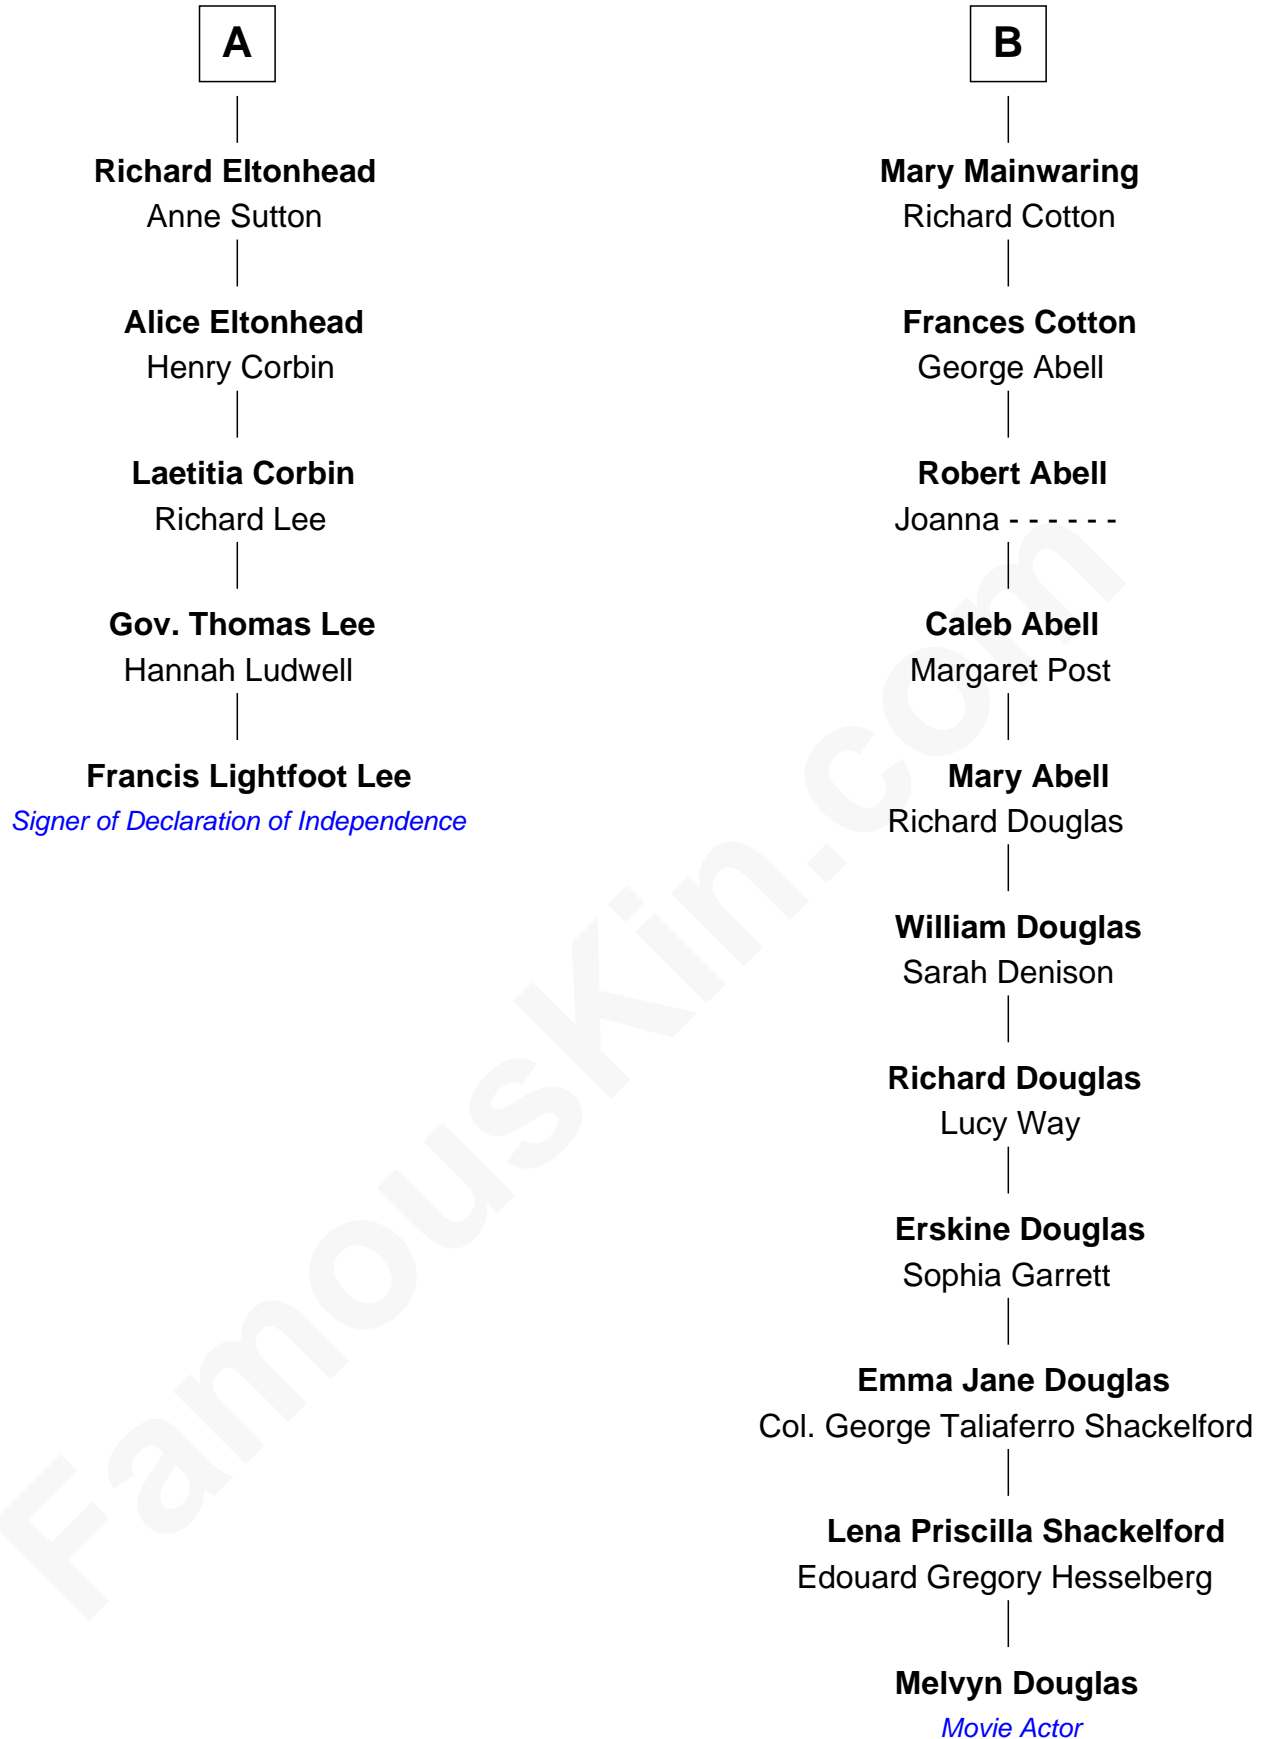 A
Richard Eltonhead
Anne Sutton
Alice Eltonhead
Henry Corbin
Laetitia Corbin
Richard Lee
Gov. Thomas Lee
Hannah Ludwell
Francis Lightfoot Lee
Signer of Declaration of Independence
B
Mary Mainwaring
Richard Cotton
Frances Cotton
George Abell
Robert Abell
Joanna - - - - - -
Caleb Abell
Margaret Post
Mary Abell
Richard Douglas
William Douglas
Sarah Denison
Richard Douglas
Lucy Way
Erskine Douglas
Sophia Garrett
Emma Jane Douglas
Col. George Taliaferro Shackelford
Lena Priscilla Shackelford
Edouard Gregory Hesselberg
Melvyn Douglas
Movie Actor
FamousKin.com